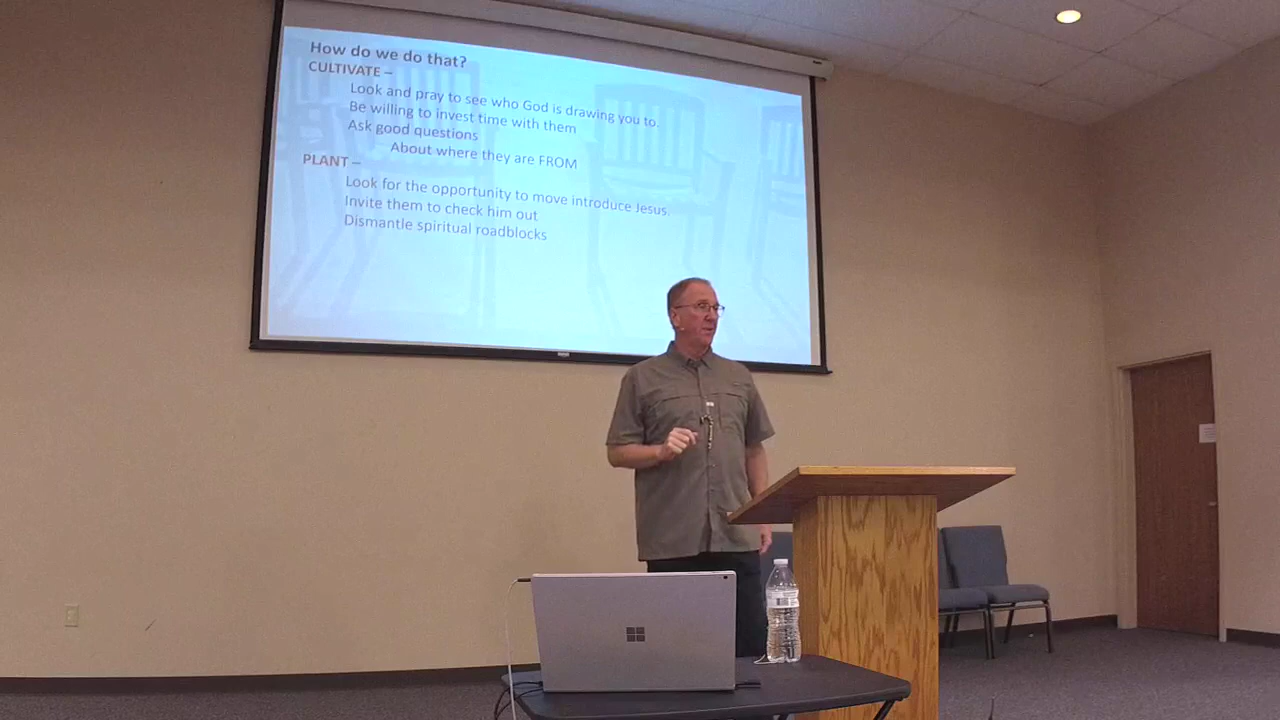 How do we do that?
CULTIVATE –
Look and pray to see who God is drawing you to.
Be willing to invest time with them
Ask good questions
About where they are FROM
PLANT –
Look for the opportunity to move introduce Jesus.
Invite them to check him out
Dismantle spiritual roadblocks